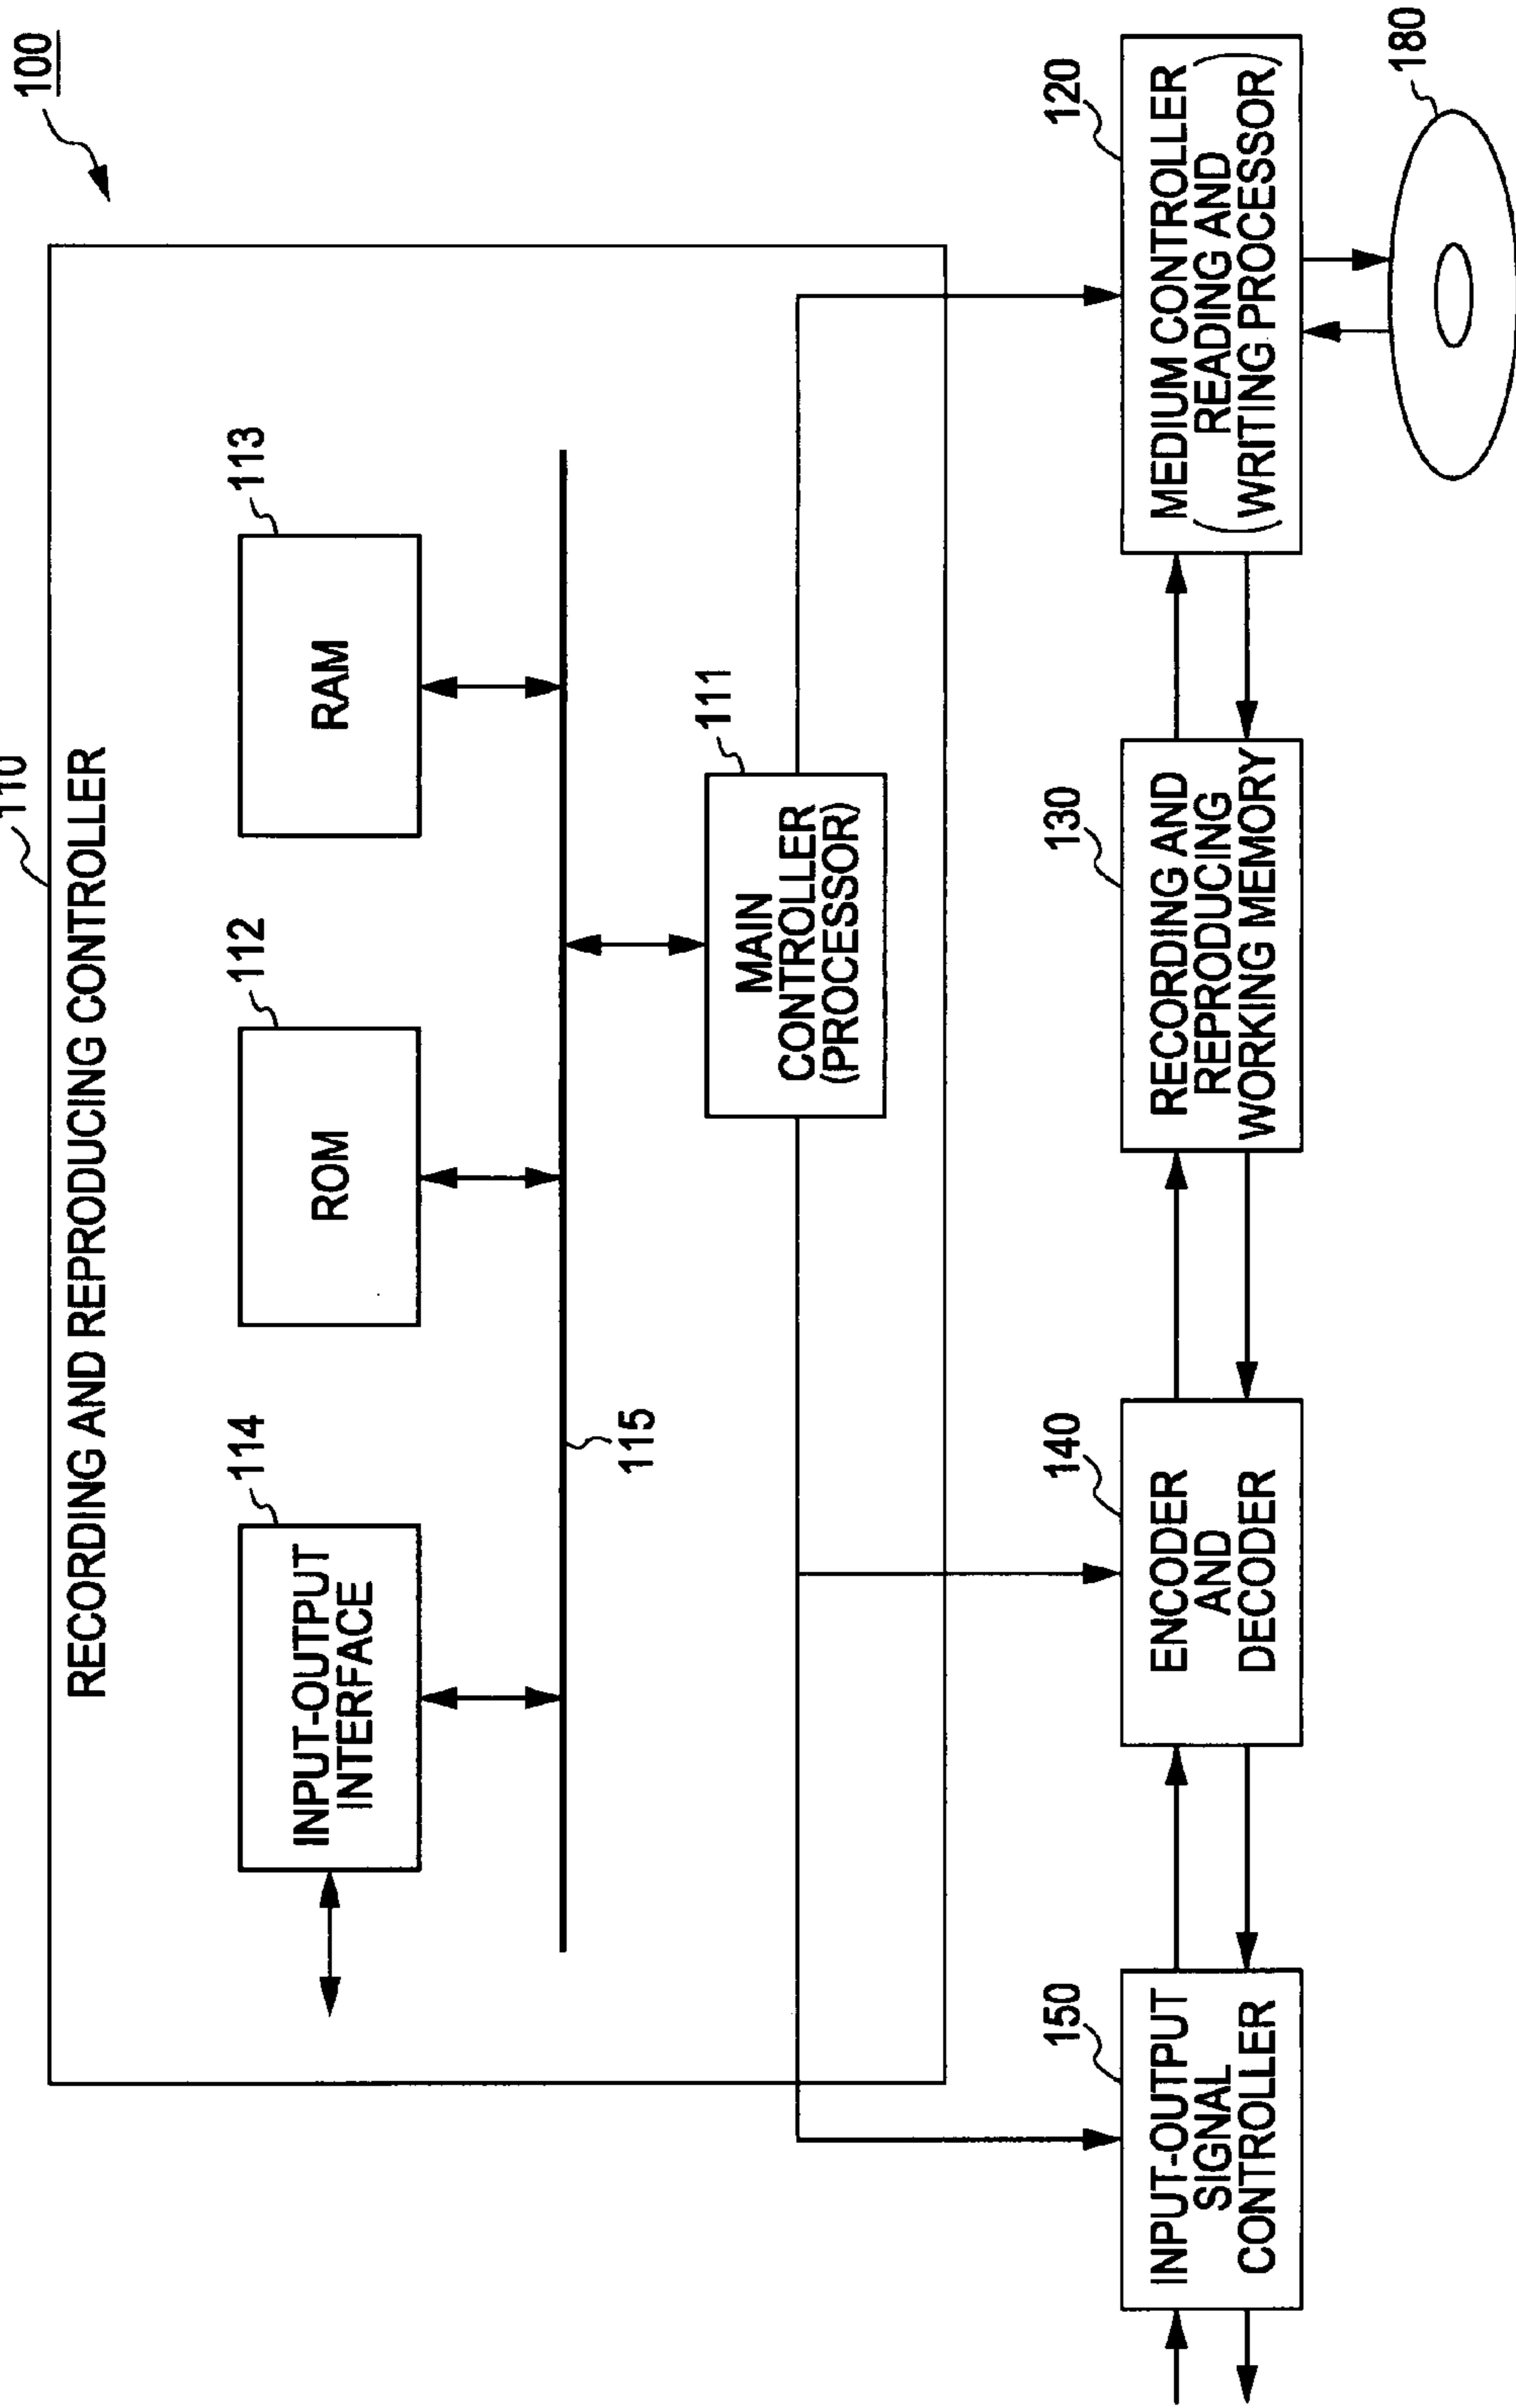 100
110
RECORDING AND REPRODUCING CONTROLLER
114
112
113
INPUT-OUTPUT
INTERFACE
ROM
RAM
115
111
MAIN
CONTROLLER
(PROCESSOR)
150
140
130
120
INPUT-OUTPUT
SIGNAL
CONTROLLER
ENCODER
AND
DECODER
RECORDING AND
REPRODUCING
WORKING MEMORY
MEDIUM CONTROLLER
(READING AND
WRITING PROCESSOR)
180